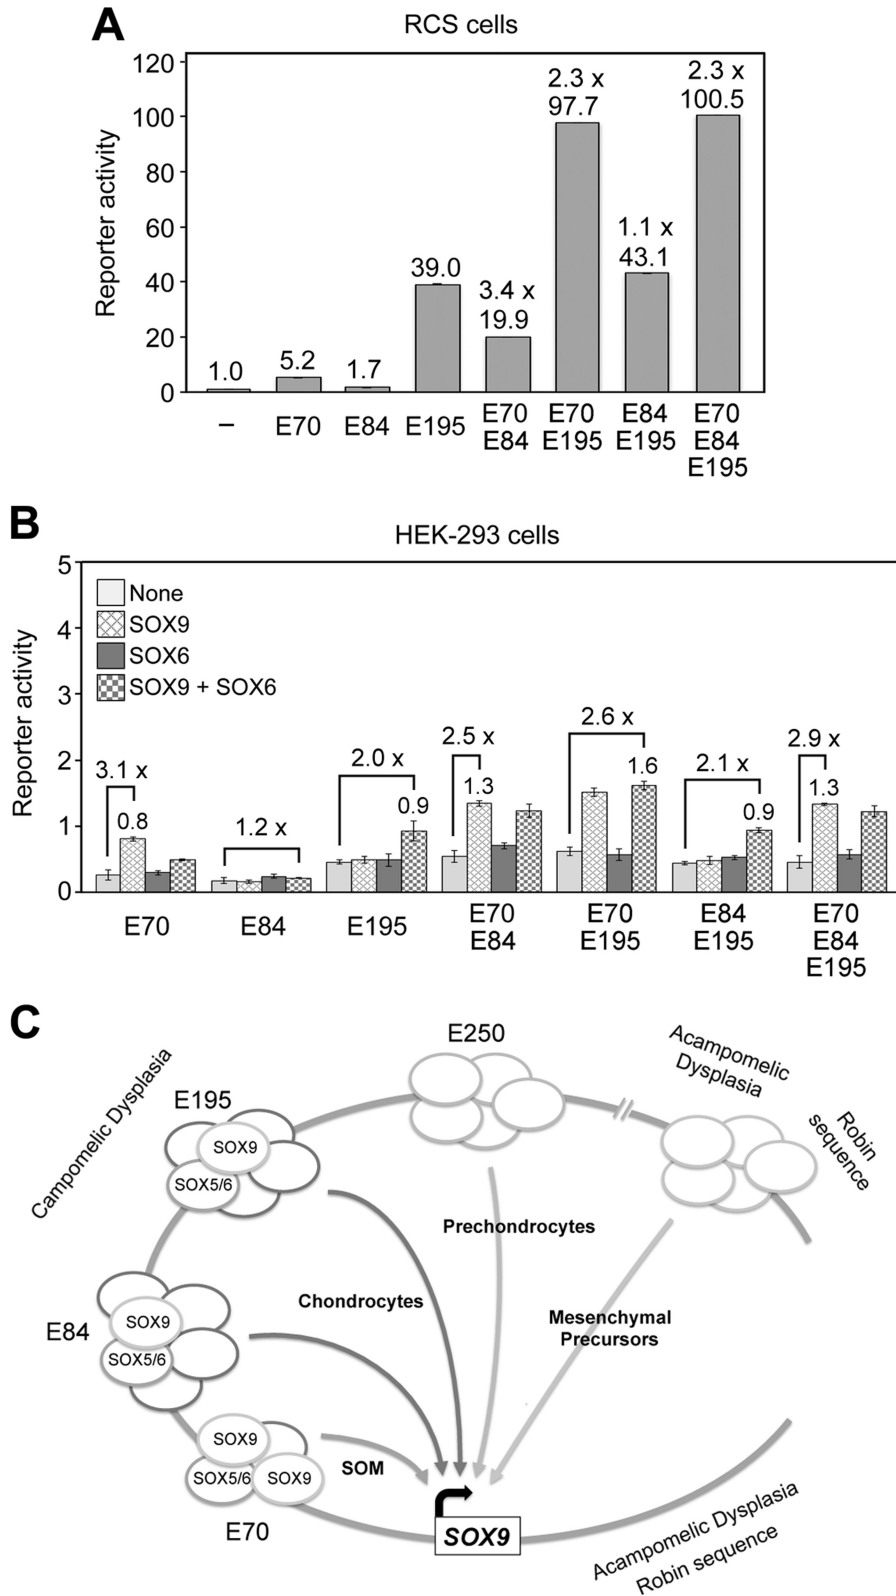 A
RCS cells
Reporter activity
120
100
80
60
40
20
0
1.0
5.2
1.7
39.0
3.4 x
19.9
2.3 x
97.7
1.1 x
43.1
2.3 x
100.5
–
E70
E84
E195
E70
E84
E70
E195
E84
E195
E70
E84
E195
B
HEK-293 cells
Reporter activity
5
4
3
2
1
0
None
SOX9
SOX6
SOX9 + SOX6
3.1 x
0.8
1.2 x
2.0 x
0.9
2.5 x
1.3
2.6 x
1.6
2.1 x
0.9
2.9 x
1.3
E70
E84
E195
E70
E84
E70
E195
E84
E195
E70
E84
E195
C
Campomelic Dysplasia
E195
SOX9
SOX5/6
E250
Acampomelic
Dysplasia
Robin
sequence
Prechondrocytes
Chondrocytes
Mesenchymal
Precursors
E84
SOX9
SOX5/6
SOX9
SOX5/6
SOX9
E70
SOM
SOX9
Acampomelic Dysplasia
Robin sequence